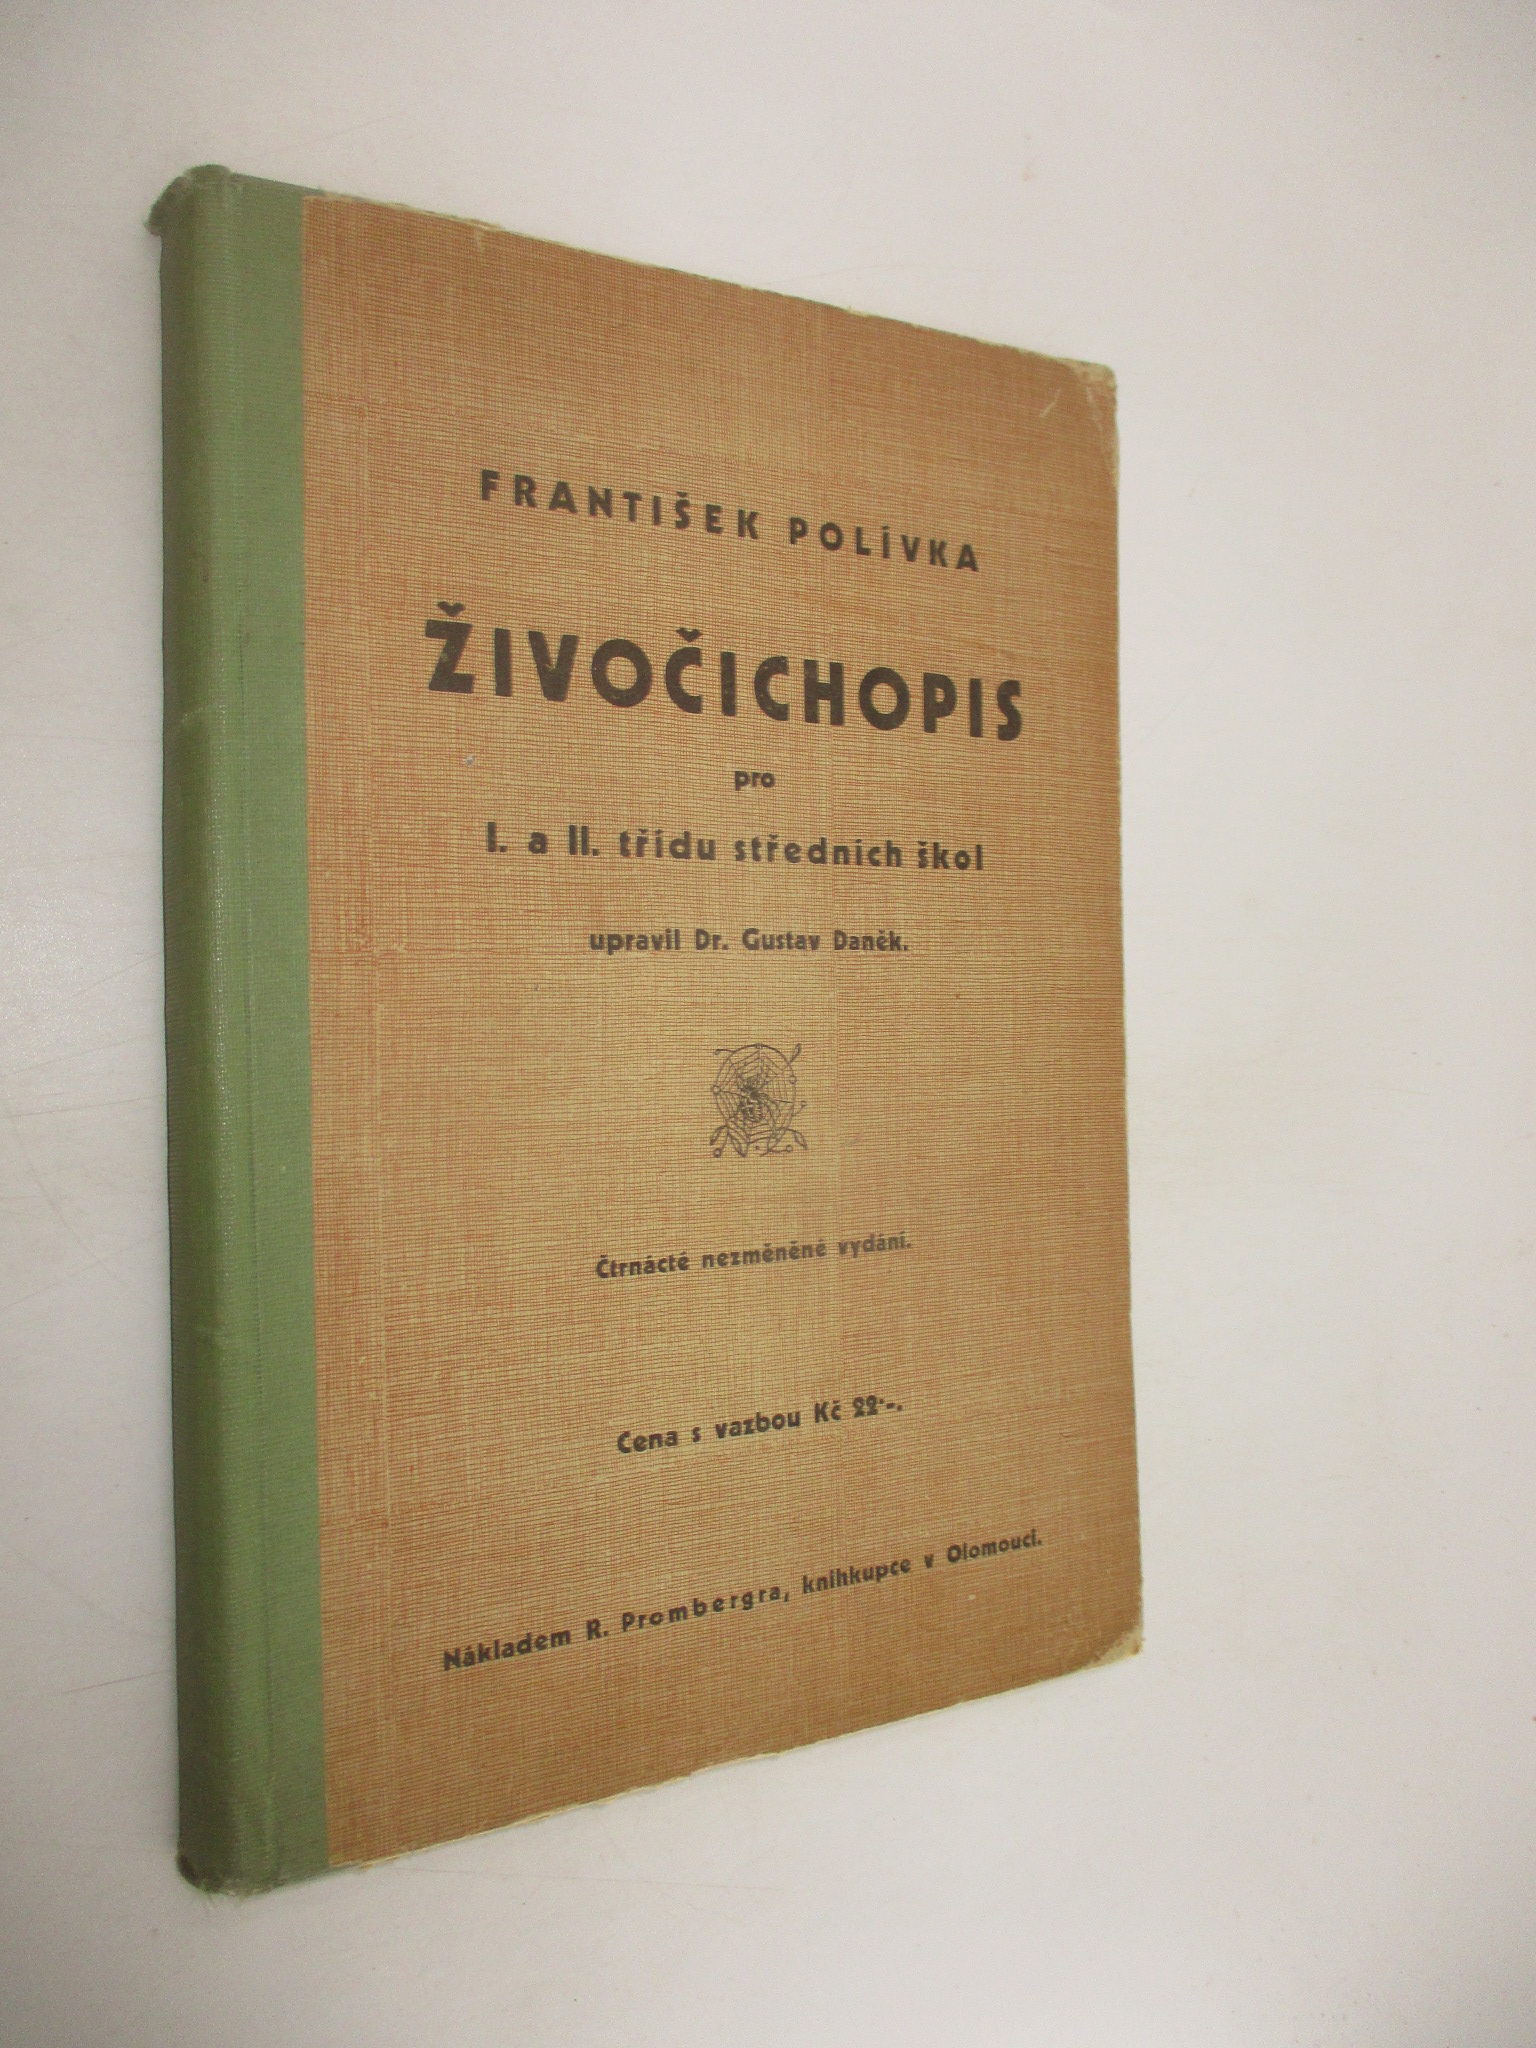 FRANTIŠEK POLÍVKA
ŽIVOČICHOPIS
pro
I. a II. třídu středních škol
upravil Dr. Gustav Daněk.
Čtrnácté nezměněné vydání.
Cena s vazbou Kč 22·-.
Nákladem R. Prombergra, knihkupce v Olomouci.